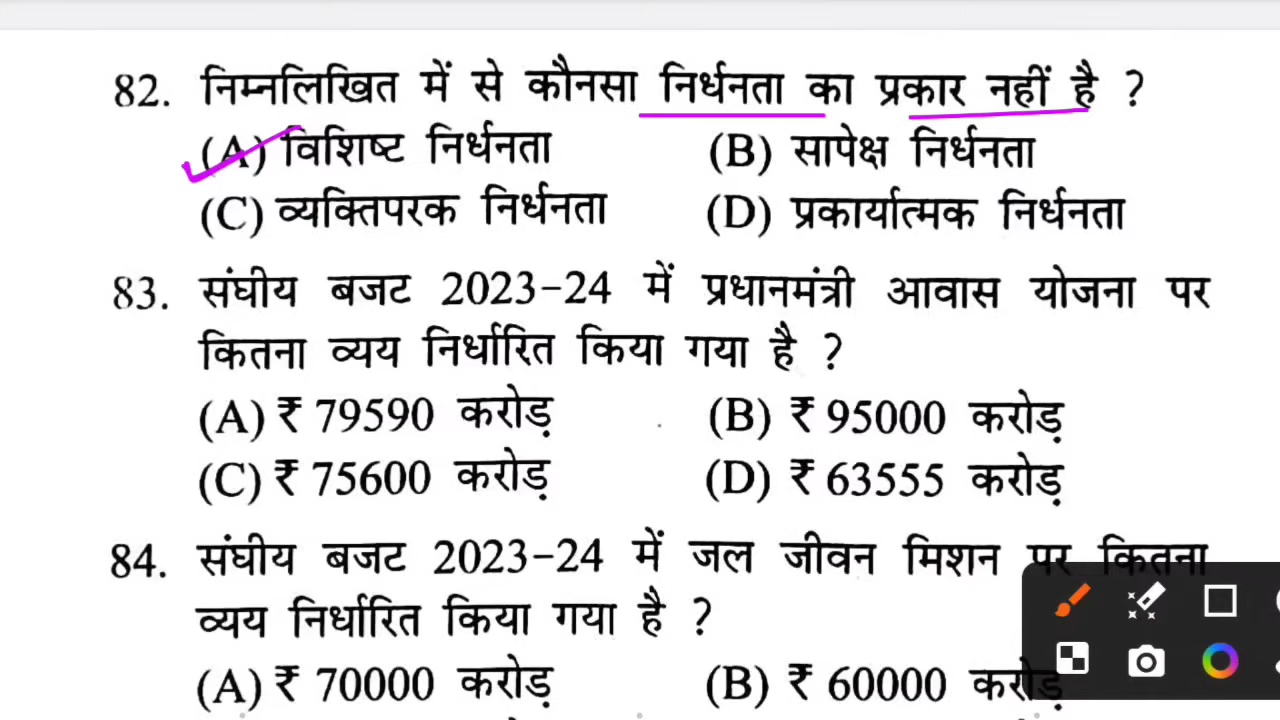 82. निम्नलिखित में से कौनसा निर्धनता का प्रकार नहीं है ?
(A) विशिष्ट निर्धनता (B) सापेक्ष निर्धनता
(C) व्यक्तिपरक निर्धनता (D) प्रकार्यात्मक निर्धनता
83. संघीय बजट 2023-24 में प्रधानमंत्री आवास योजना पर
कितना व्यय निर्धारित किया गया है ?
(A) ₹ 79590 करोड़ (B) ₹ 95000 करोड़
(C) ₹ 75600 करोड़ (D) ₹ 63555 करोड़
84. संघीय बजट 2023-24 में जल जीवन मिशन पर कितना
व्यय निर्धारित किया गया है ?
(A) ₹ 70000 करोड़ (B) ₹ 60000 करोड़